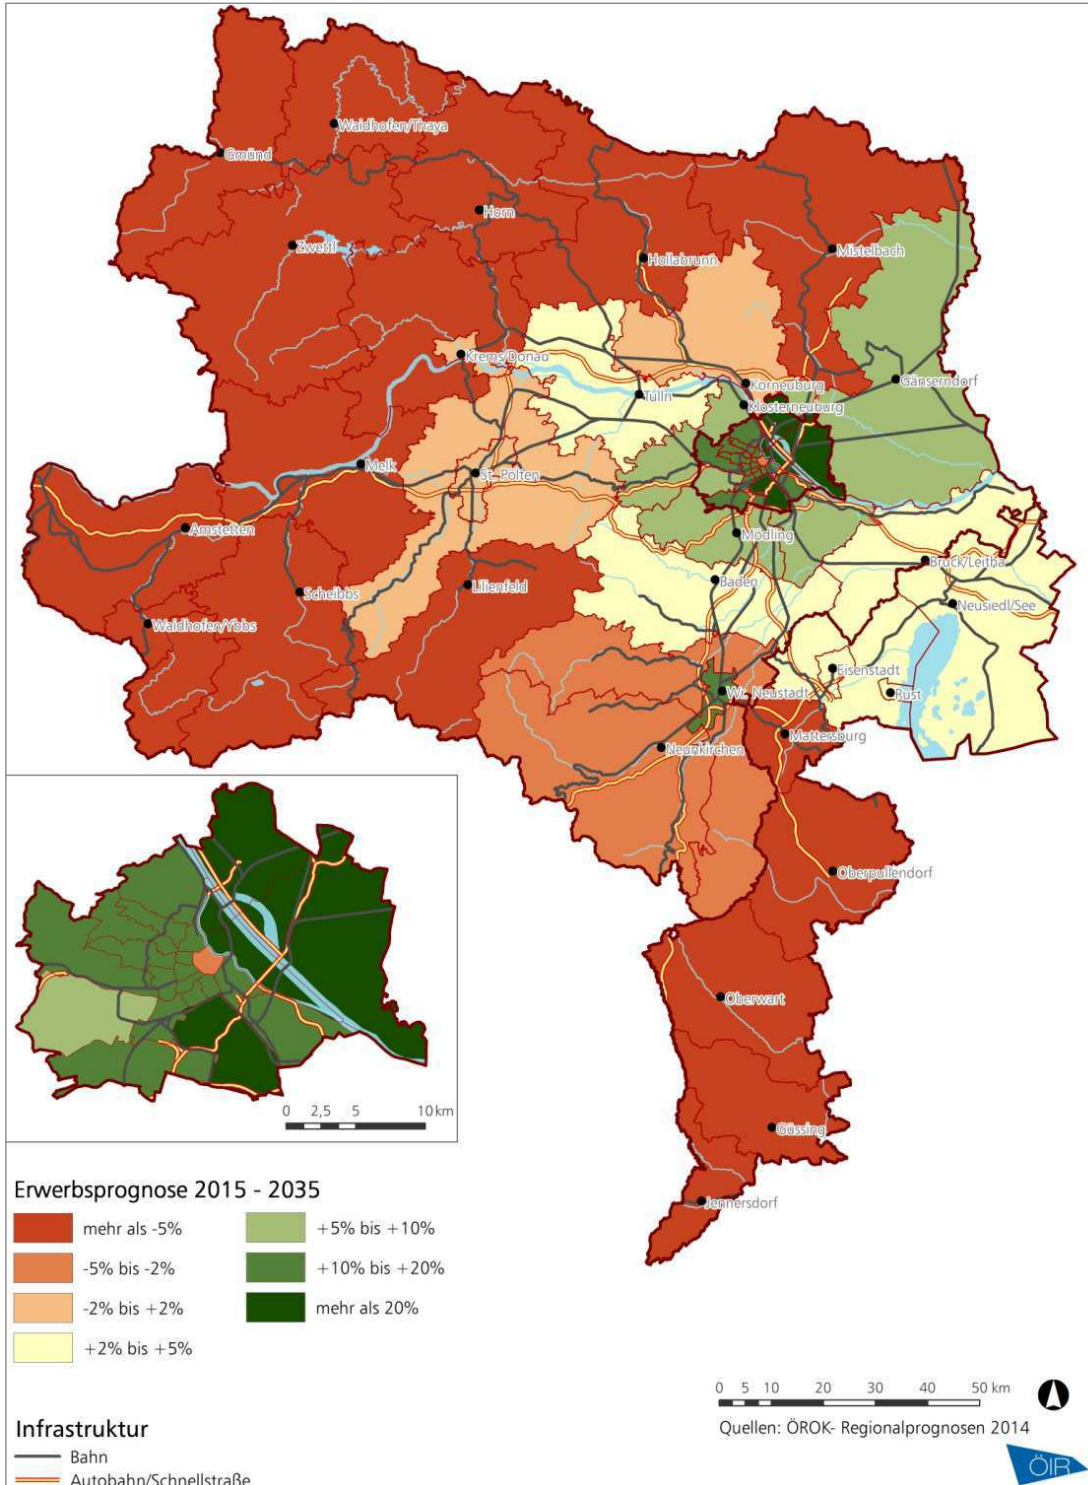 Waidhofen/Thaya
Gmünd
Horn
Zwettl
Mistelbach
Hollabrunn
Krems/Donau
Gänserndorf
Korneuburg
Tulln
Klosterneuburg
Melk
St. Pölten
Amstetten
Mödling
Bruck/Leitha
Baden
Lilienfeld
Scheibbs
Neusiedl/See
Waidhofen/Ybbs
Eisenstadt
Wr. Neustadt
Rust
Mattersburg
Neunkirchen
Oberpullendorf
Oberwart
Güssing
Jennersdorf
0 2,5 5 10 km
Erwerbsprognose 2015 - 2035
mehr als -5%
-5% bis -2%
-2% bis +2%
+2% bis +5%
+5% bis +10%
+10% bis +20%
mehr als 20%
0 5 10 20 30 40 50 km
Quellen: ÖROK- Regionalprognosen 2014
Infrastruktur
Bahn
Autobahn/Schnellstraße
ÖIR